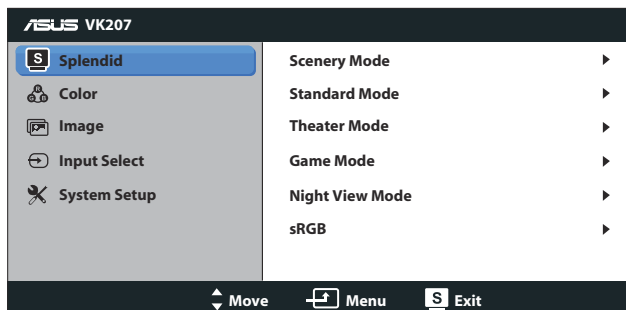 ASUS VK207
S Splendid
Color
Image
Input Select
System Setup
Scenery Mode
Standard Mode
Theater Mode
Game Mode
Night View Mode
sRGB
Move Menu S Exit